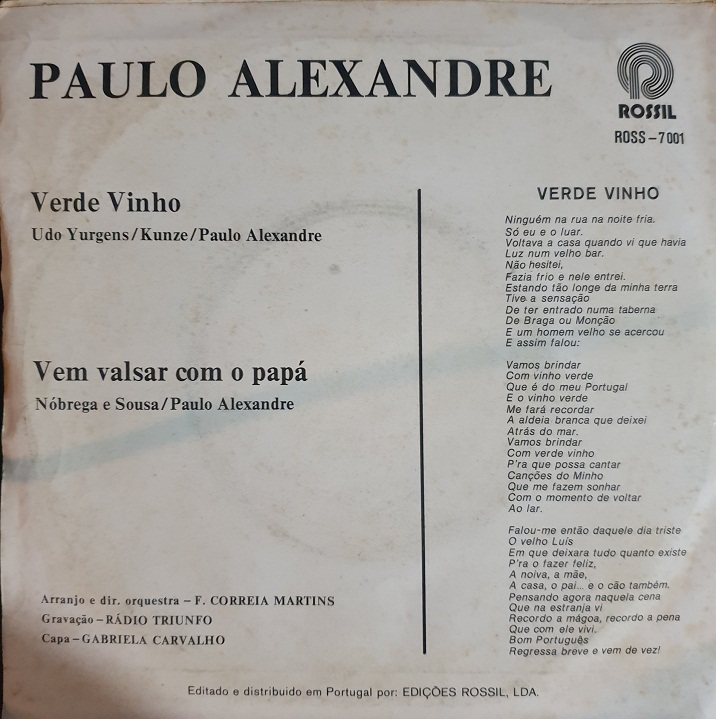 PAULO ALEXANDRE
ROSSIL
ROSS-7001
Verde Vinho
Udo Yurgens/Kunze/Paulo Alexandre
Vem valsar com o papá
Nóbrega e Sousa/Paulo Alexandre
Arranjo e dir. orquestra – F. CORREIA MARTINS
Gravação – RÁDIO TRIUNFO
Capa – GABRIELA CARVALHO
VERDE VINHO
Ninguém na rua na noite fria.
Só eu e o luar.
Voltava a casa quando vi que havia
Luz num velho bar.
Não hesitei,
Fazia frio e nele entrei.
Estando tão longe da minha terra
Tive a sensação
De ter entrado numa taberna
De Braga ou Monção
E um homem velho se acercou
E assim falou:
Vamos brindar
Com vinho verde
Que é do meu Portugal
E o vinho verde
Me fará recordar
A aldeia branca que deixei
Atrás do mar.
Vamos brindar
Com verde vinho
P'ra que possa cantar
Canções do Minho
Que me fazem sonhar
Com o momento de voltar
Ao lar.
Falou-me então daquele dia triste
O velho Luís
Em que deixara tudo quanto existe
P'ra o fazer feliz,
A noiva, a mãe,
A casa, o pai... e o cão também.
Pensando agora naquela cena
Que na estranja vi
Recordo a mágoa, recordo a pena
Que com ele vivi.
Bom Português
Regressa breve e vem de vez!
Editado e distribuido em Portugal por: EDIÇÕES ROSSIL, LDA.